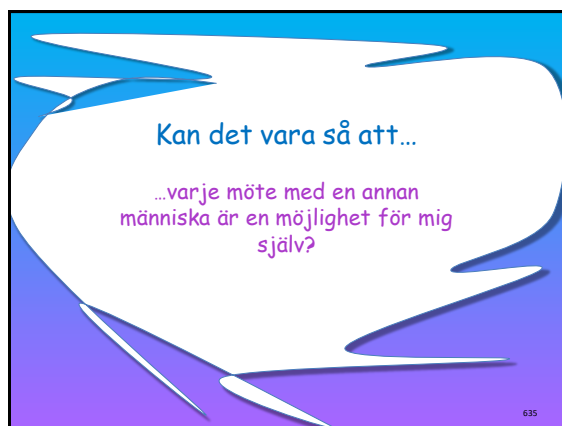 Kan det vara så att…
…varje möte med en annan
människa är en möjlighet för mig
själv?
635